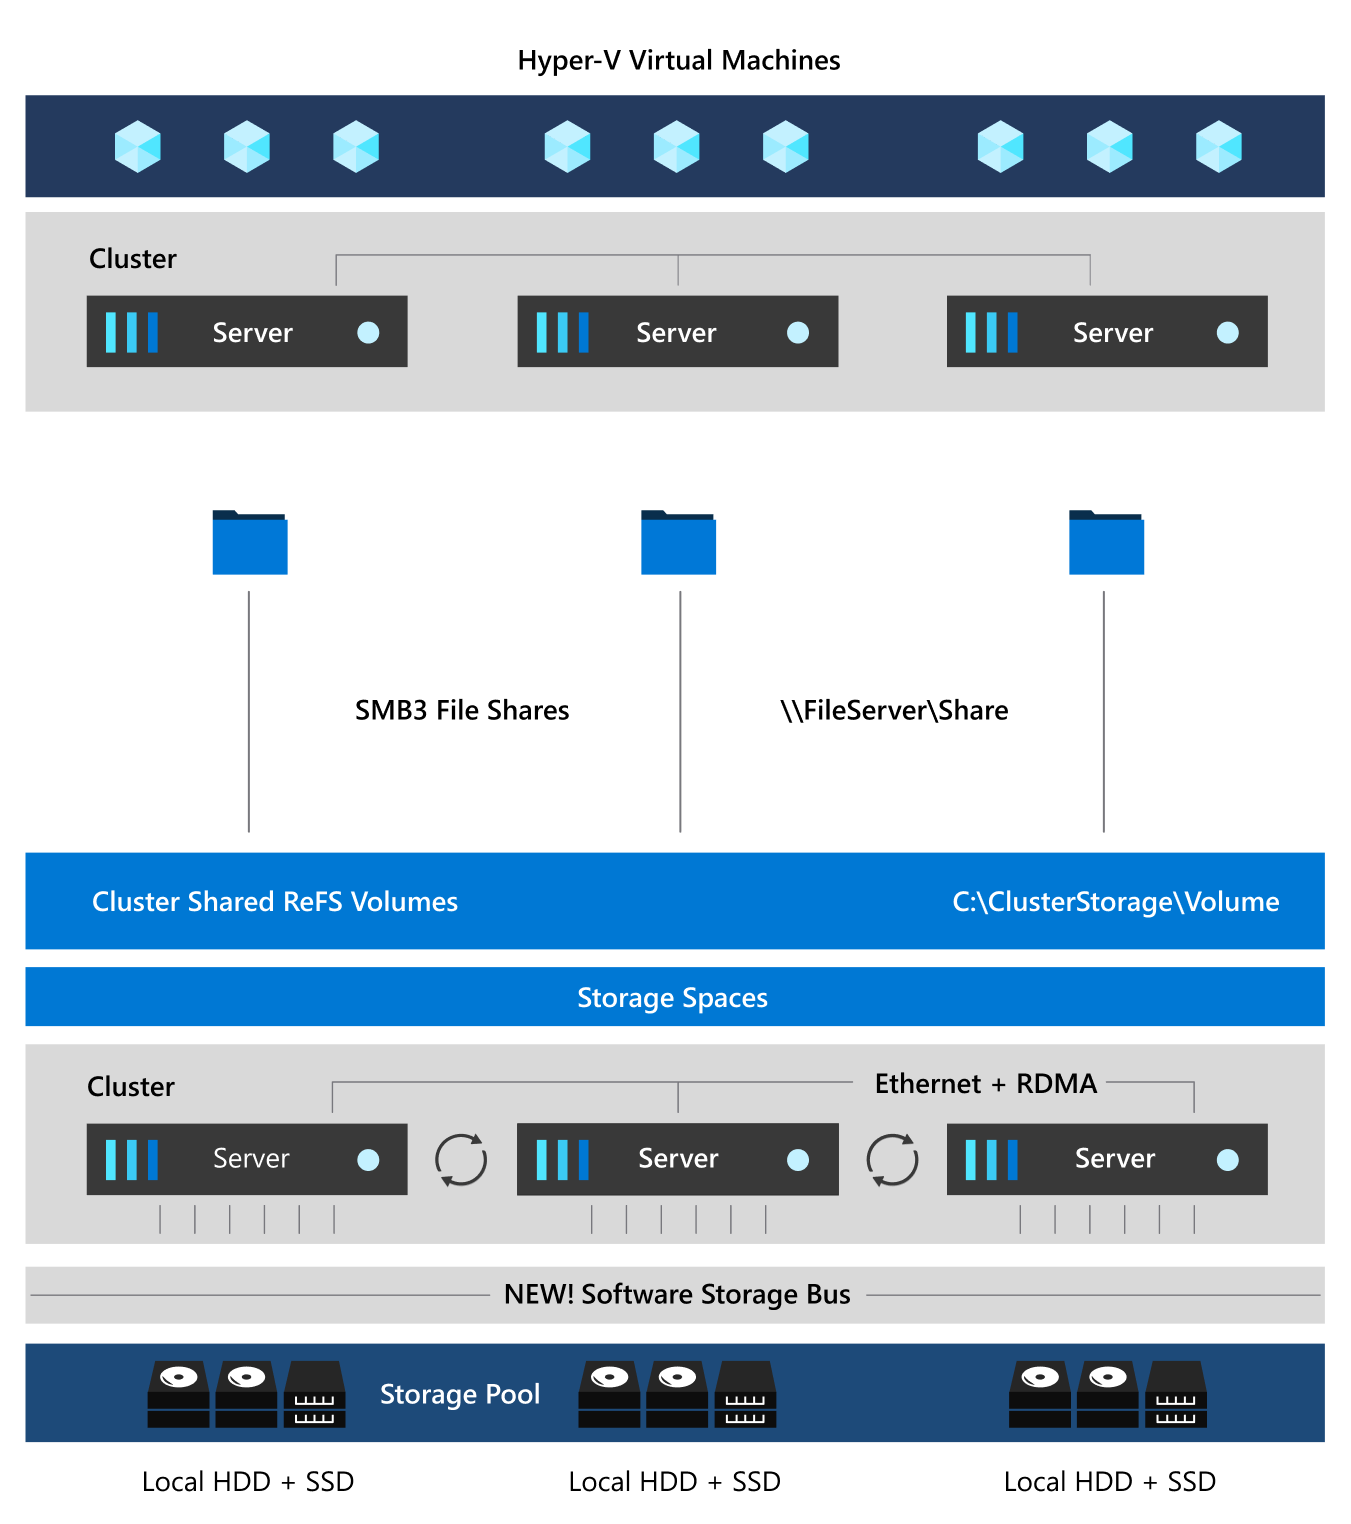 Hyper-V Virtual Machines
Cluster
Server
Server
Server
SMB3 File Shares
\\FileServer\Share
Cluster Shared ReFS Volumes
C:\ClusterStorage\Volume
Storage Spaces
Cluster
Ethernet + RDMA
Server
Server
Server
NEW! Software Storage Bus
Storage Pool
Local HDD + SSD
Local HDD + SSD
Local HDD + SSD